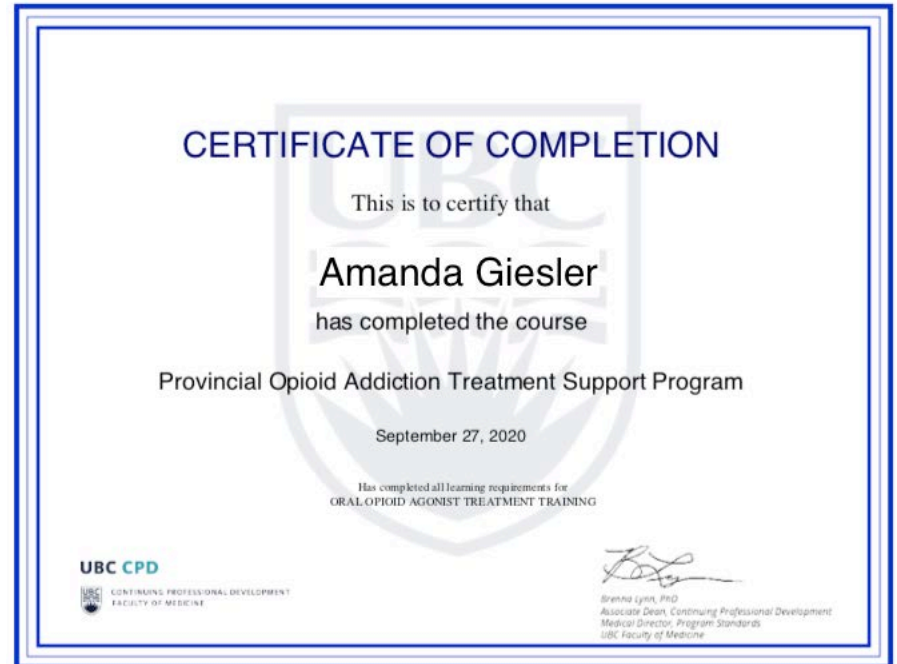 UBC
CERTIFICATE OF COMPLETION
This is to certify that
Amanda Giesler
has completed the course
Provincial Opioid Addiction Treatment Support Program
September 27, 2020
Has completed all learning requirements for
ORAL OPIOID AGONIST TREATMENT TRAINING
UBC CPD
UBC
CONTINUING PROFESSIONAL DEVELOPMENT
FACULTY OF MEDICINE
Brenna Lynn, PhD
Associate Dean, Continuing Professional Development
Medical Director, Program Standards
UBC Faculty of Medicine